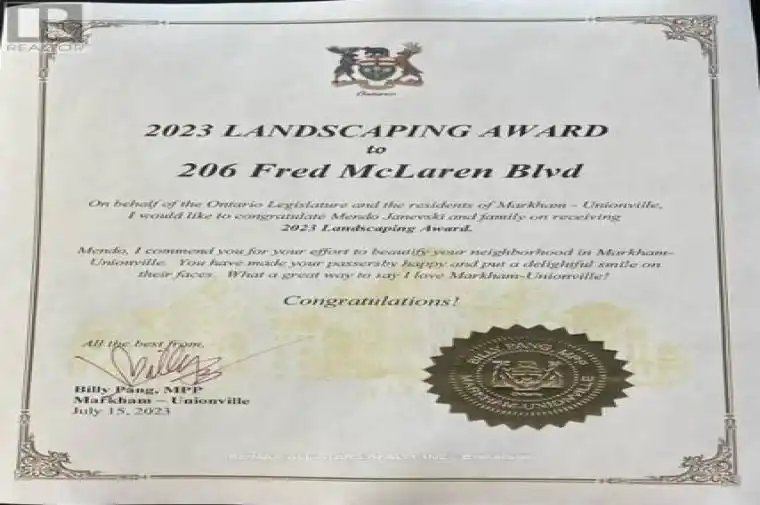 R
REALTOR
Ontario
2023 LANDSCAPING AWARD
to
206 Fred McLaren Blvd
On behalf of the Ontario Legislature and the residents of Markham – Unionville,
I would like to congratulate Mendo Janevski and family on receiving
2023 Landscaping Award.
Mendo, I commend you for your effort to beautify your neighborhood in Markham-
Unionville. You have made your passersby happy and put a delightful smile on
their faces. What a great way to say I love Markham-Unionville!
Congratulations!
All the best from,
Billy
Billy Pang, MPP
Markham – Unionville
July 15, 2023
BILLY PANG, MPP
MARKHAM-UNIONVILLE